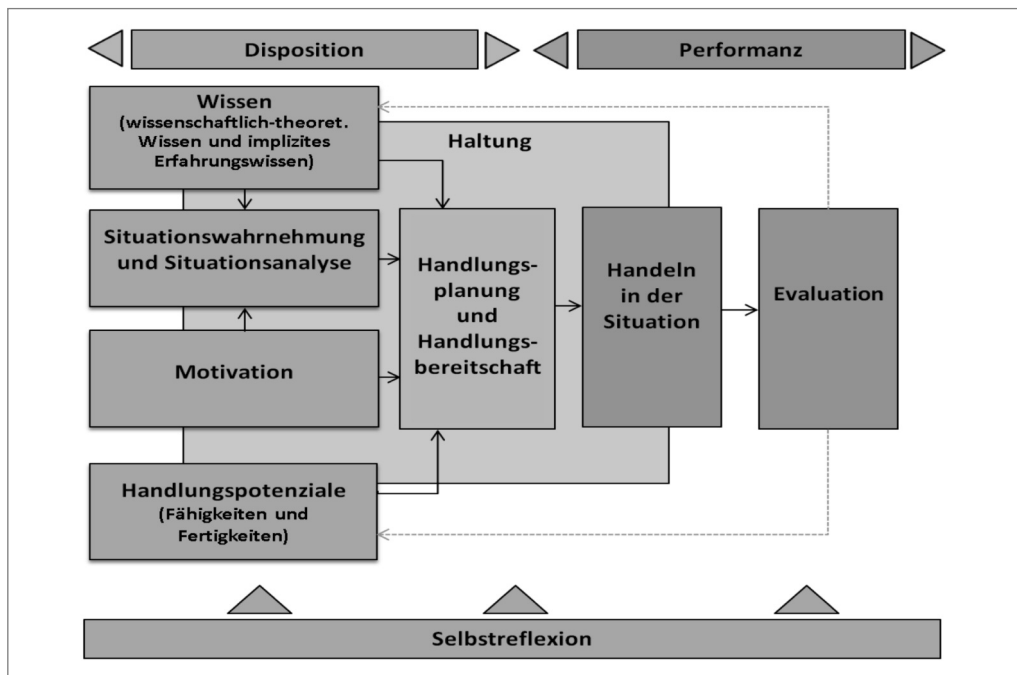 Disposition
Performanz
Wissen
(wissenschaftlich-theoret.
Wissen und implizites
Erfahrungswissen)
Haltung
Situationswahrnehmung
und Situationsanalyse
Handlungs-
planung
und
Handlungs-
bereitschaft
Handeln
in der
Situation
Evaluation
Motivation
Handlungspotenziale
(Fähigkeiten und
Fertigkeiten)
Selbstreflexion